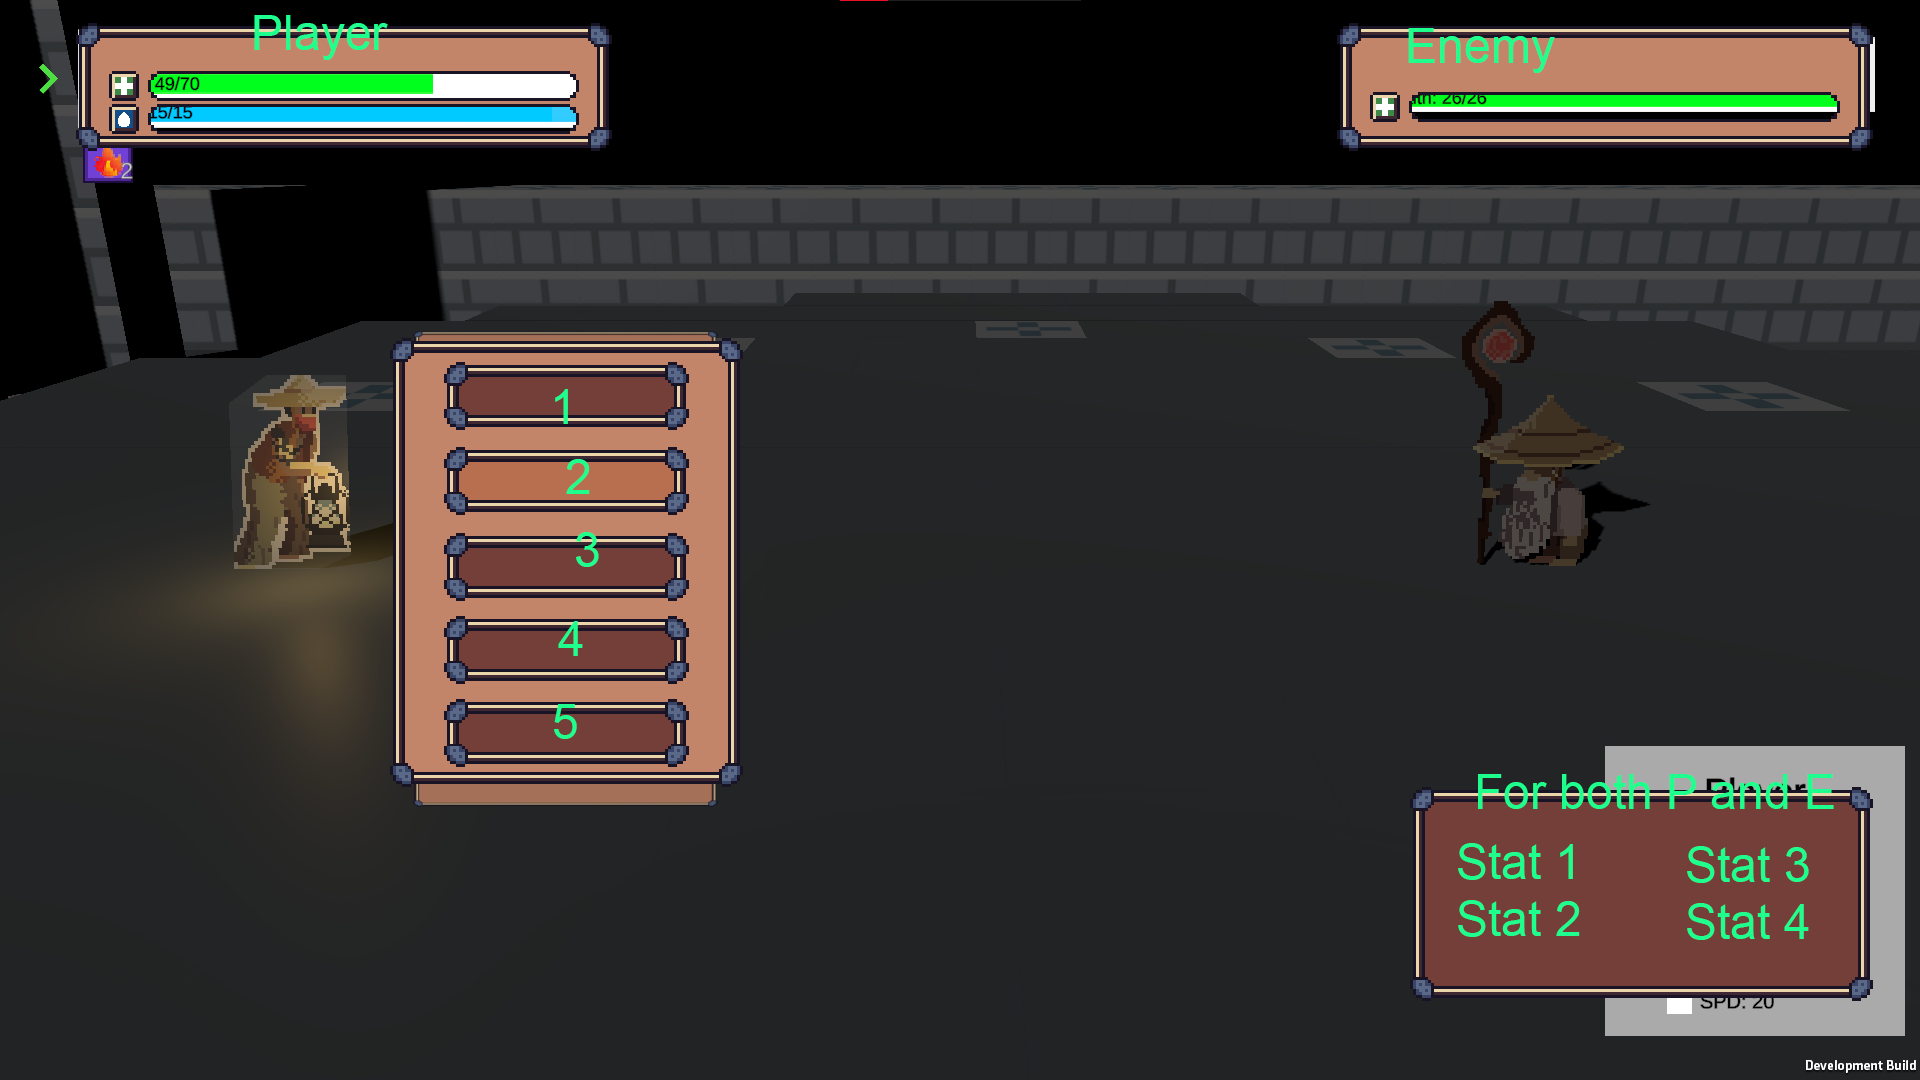 Player
Enemy
49/70
15/15
26/26
2
1
2
3
4
5
For both P and E
Stat 1
Stat 3
Stat 2
Stat 4
SPD: 20
Development Build